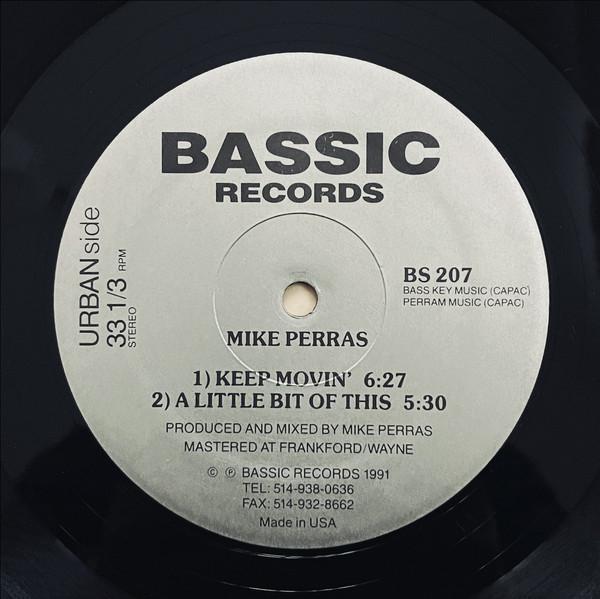 BASSIC
RECORDS
URBAN side
33 1/3 RPM
STEREO
BS 207
BASS KEY MUSIC (CAPAC)
PERRAM MUSIC (CAPAC)
MIKE PERRAS
1) KEEP MOVIN' 6:27
2) A LITTLE BIT OF THIS 5:30
PRODUCED AND MIXED BY MIKE PERRAS
MASTERED AT FRANKFORD/WAYNE
© ℗ BASSIC RECORDS 1991
TEL: 514-938-0636
FAX: 514-932-8662
Made in USA